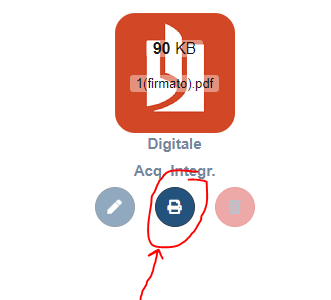 90 KB
1(firmato).pdf
Digitale
Acq. Integr.